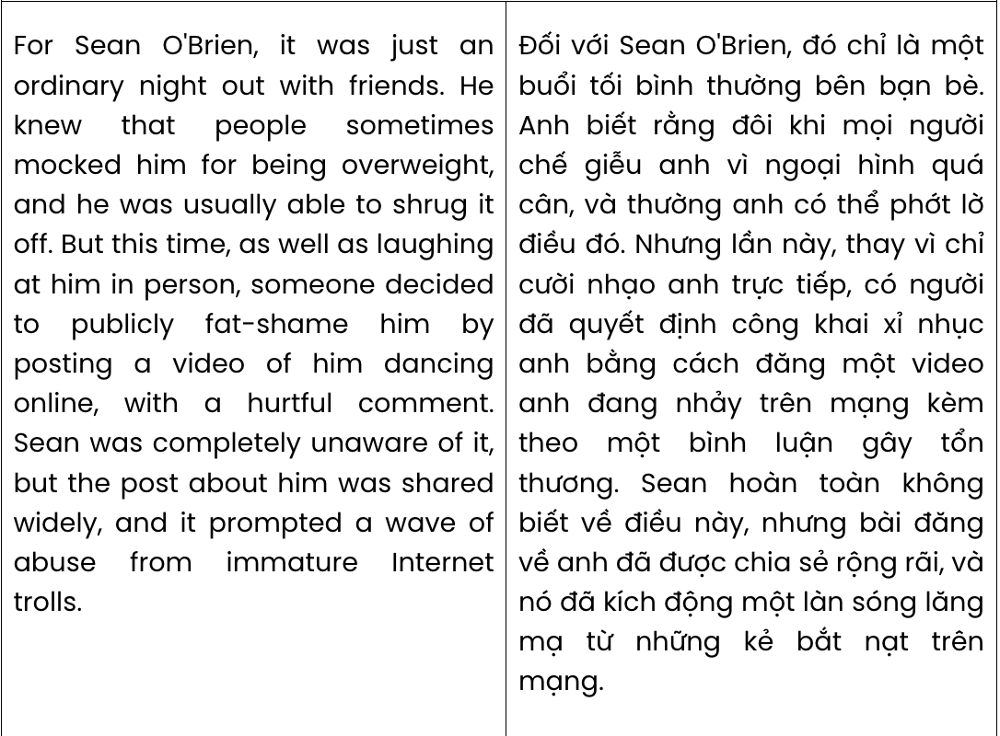 For Sean O'Brien, it was just an
ordinary night out with friends. He
knew that people sometimes
mocked him for being overweight,
and he was usually able to shrug it
off. But this time, as well as laughing
at him in person, someone decided
to publicly fat-shame him by
posting a video of him dancing
online, with a hurtful comment.
Sean was completely unaware of it,
but the post about him was shared
widely, and it prompted a wave of
abuse from immature Internet
trolls.
Đối với Sean O'Brien, đó chỉ là một
buổi tối bình thường bên bạn bè.
Anh biết rằng đôi khi mọi người
chế giễu anh vì ngoại hình quá
cân, và thường anh có thể phớt lờ
điều đó. Nhưng lần này, thay vì chỉ
cười nhạo anh trực tiếp, có người
đã quyết định công khai xỉ nhục
anh bằng cách đăng một video
anh đang nhảy trên mạng kèm
theo một bình luận gây tổn
thương. Sean hoàn toàn không
biết về điều này, nhưng bài đăng
về anh đã được chia sẻ rộng rãi, và
nó đã kích động một làn sóng lăng
mạ từ những kẻ bắt nạt trên
mạng.